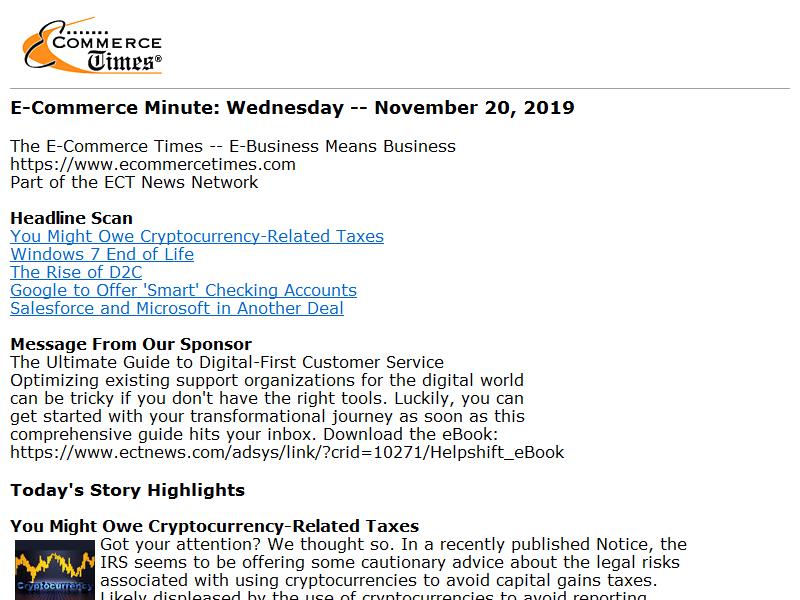 E COMMERCE
Times®
E-Commerce Minute: Wednesday -- November 20, 2019
The E-Commerce Times -- E-Business Means Business
https://www.ecommercetimes.com
Part of the ECT News Network
Headline Scan
You Might Owe Cryptocurrency-Related Taxes
Windows 7 End of Life
The Rise of D2C
Google to Offer 'Smart' Checking Accounts
Salesforce and Microsoft in Another Deal
Message From Our Sponsor
The Ultimate Guide to Digital-First Customer Service
Optimizing existing support organizations for the digital world
can be tricky if you don't have the right tools. Luckily, you can
get started with your transformational journey as soon as this
comprehensive guide hits your inbox. Download the eBook:
https://www.ectnews.com/adsys/link/?crid=10271/Helpshift_eBook
Today's Story Highlights
You Might Owe Cryptocurrency-Related Taxes
Got your attention? We thought so. In a recently published Notice, the
IRS seems to be offering some cautionary advice about the legal risks
associated with using cryptocurrencies to avoid capital gains taxes.
Cryptocurrency
Likely displeased by the use of cryptocurrencies to avoid reporting